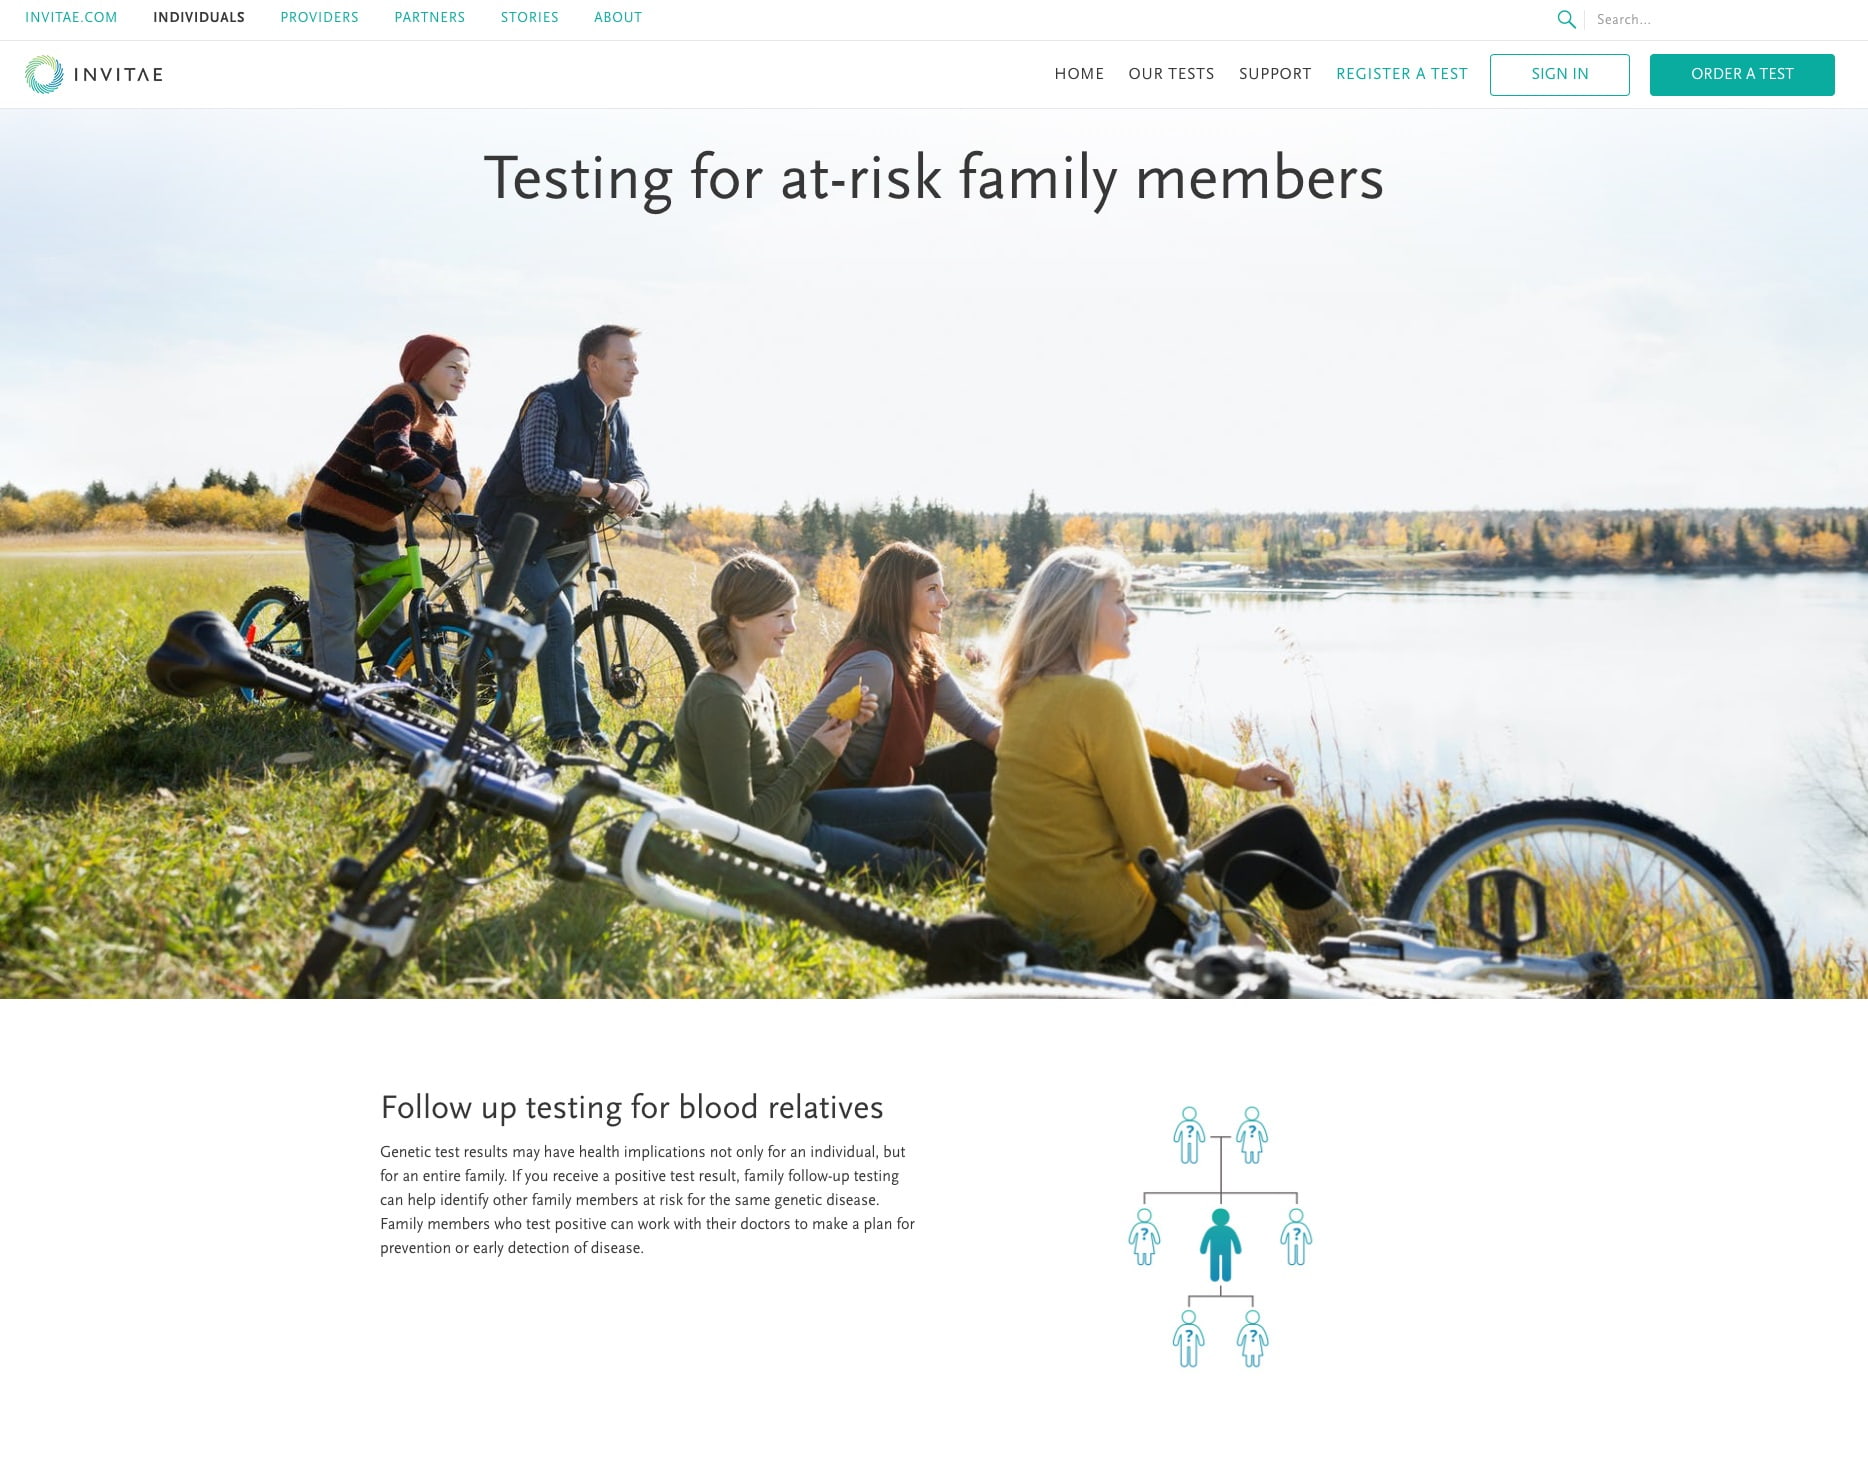 INVITAE.COM INDIVIDUALS PROVIDERS PARTNERS STORIES ABOUT Search...
INVITAE HOME OUR TESTS SUPPORT REGISTER A TEST SIGN IN ORDER A TEST
Testing for at-risk family members
Follow up testing for blood relatives
Genetic test results may have health implications not only for an individual, but
for an entire family. If you receive a positive test result, family follow-up testing
can help identify other family members at risk for the same genetic disease.
Family members who test positive can work with their doctors to make a plan for
prevention or early detection of disease.
? ?
? ?
? ?